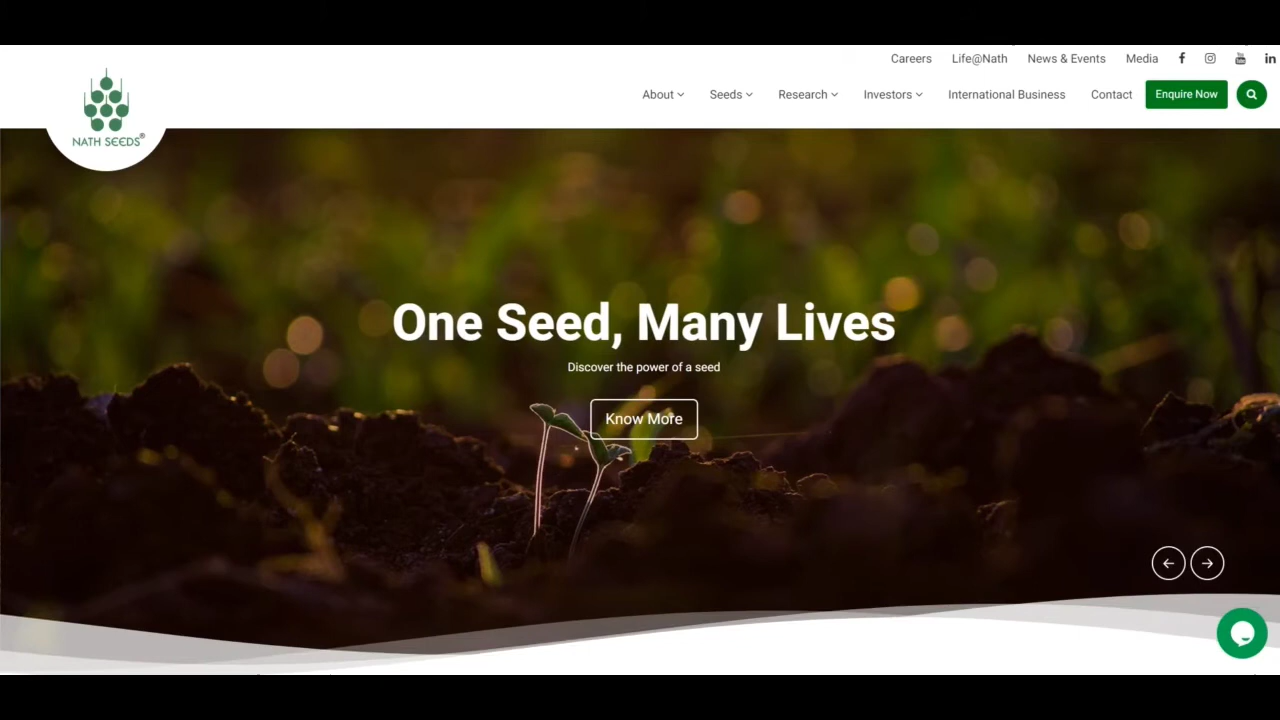 Careers Life@Nath News & Events Media
About Seeds Research Investors International Business Contact Enquire Now
NATH SEEDS®
One Seed, Many Lives
Discover the power of a seed
Know More